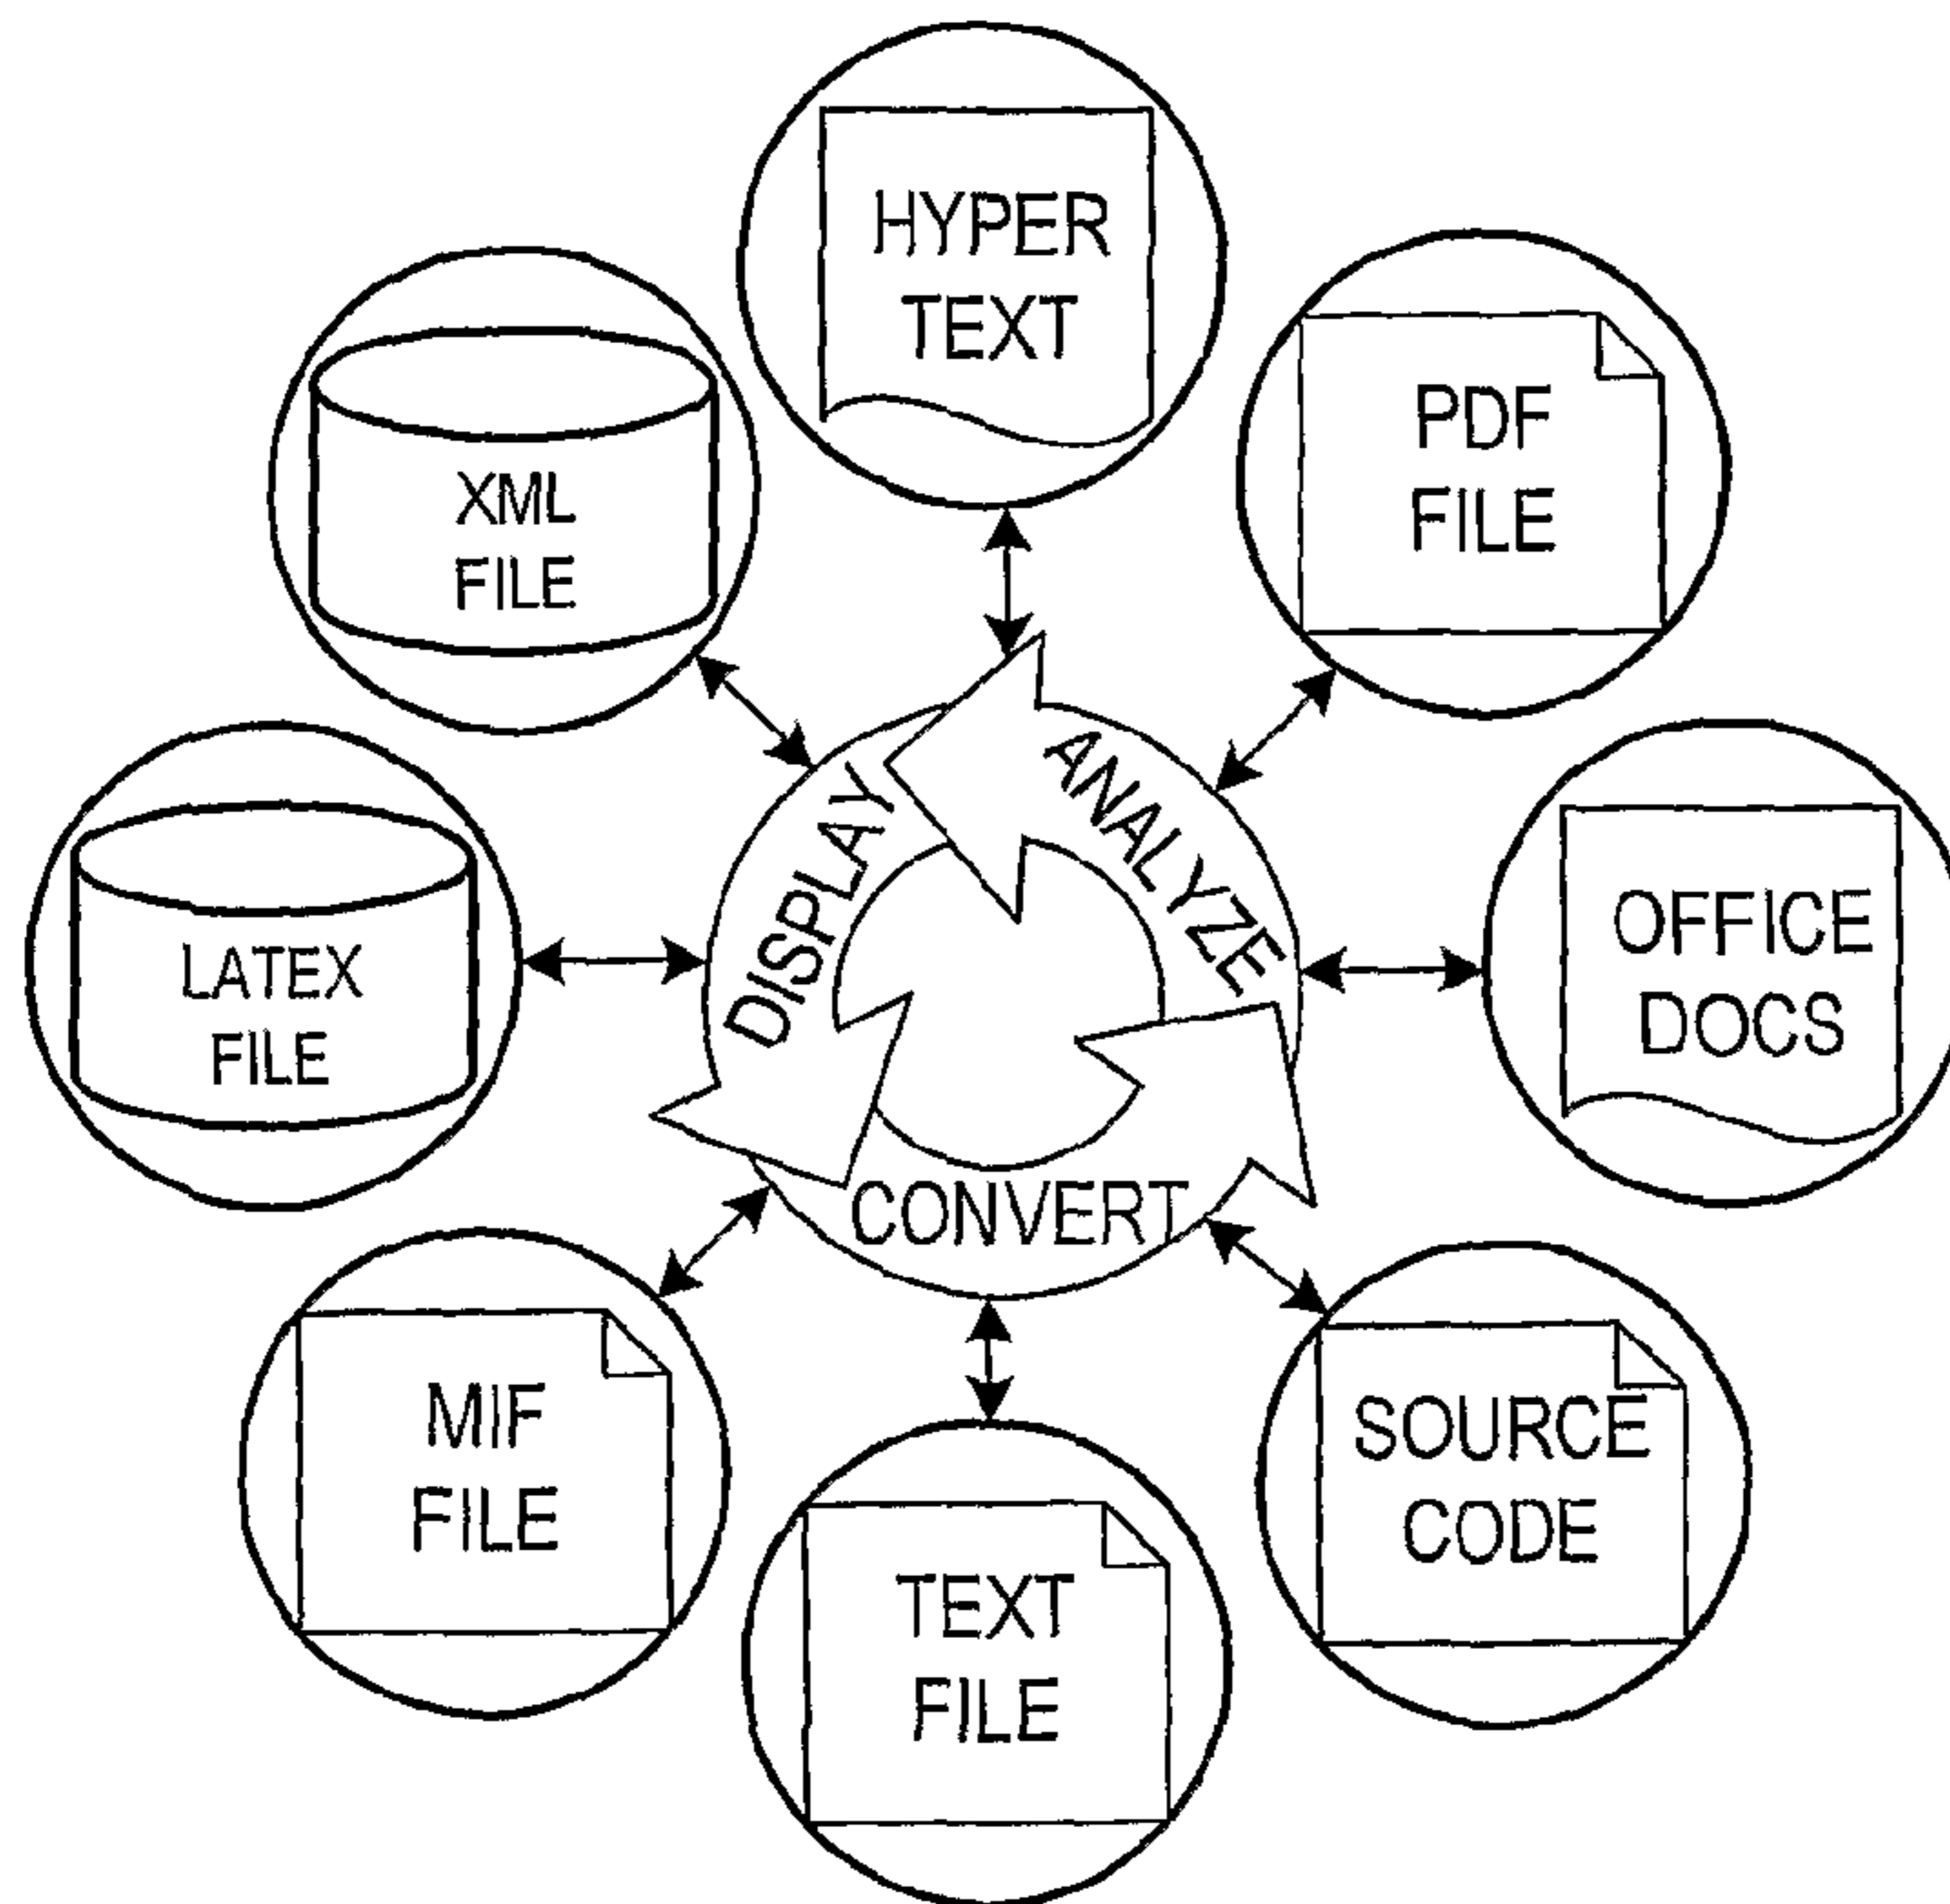 HYPER
TEXT
PDF
FILE
XML
FILE
ANALYZE
DISPLAY
OFFICE
DOCS
LATEX
FILE
CONVERT
MIF
FILE
SOURCE
CODE
TEXT
FILE